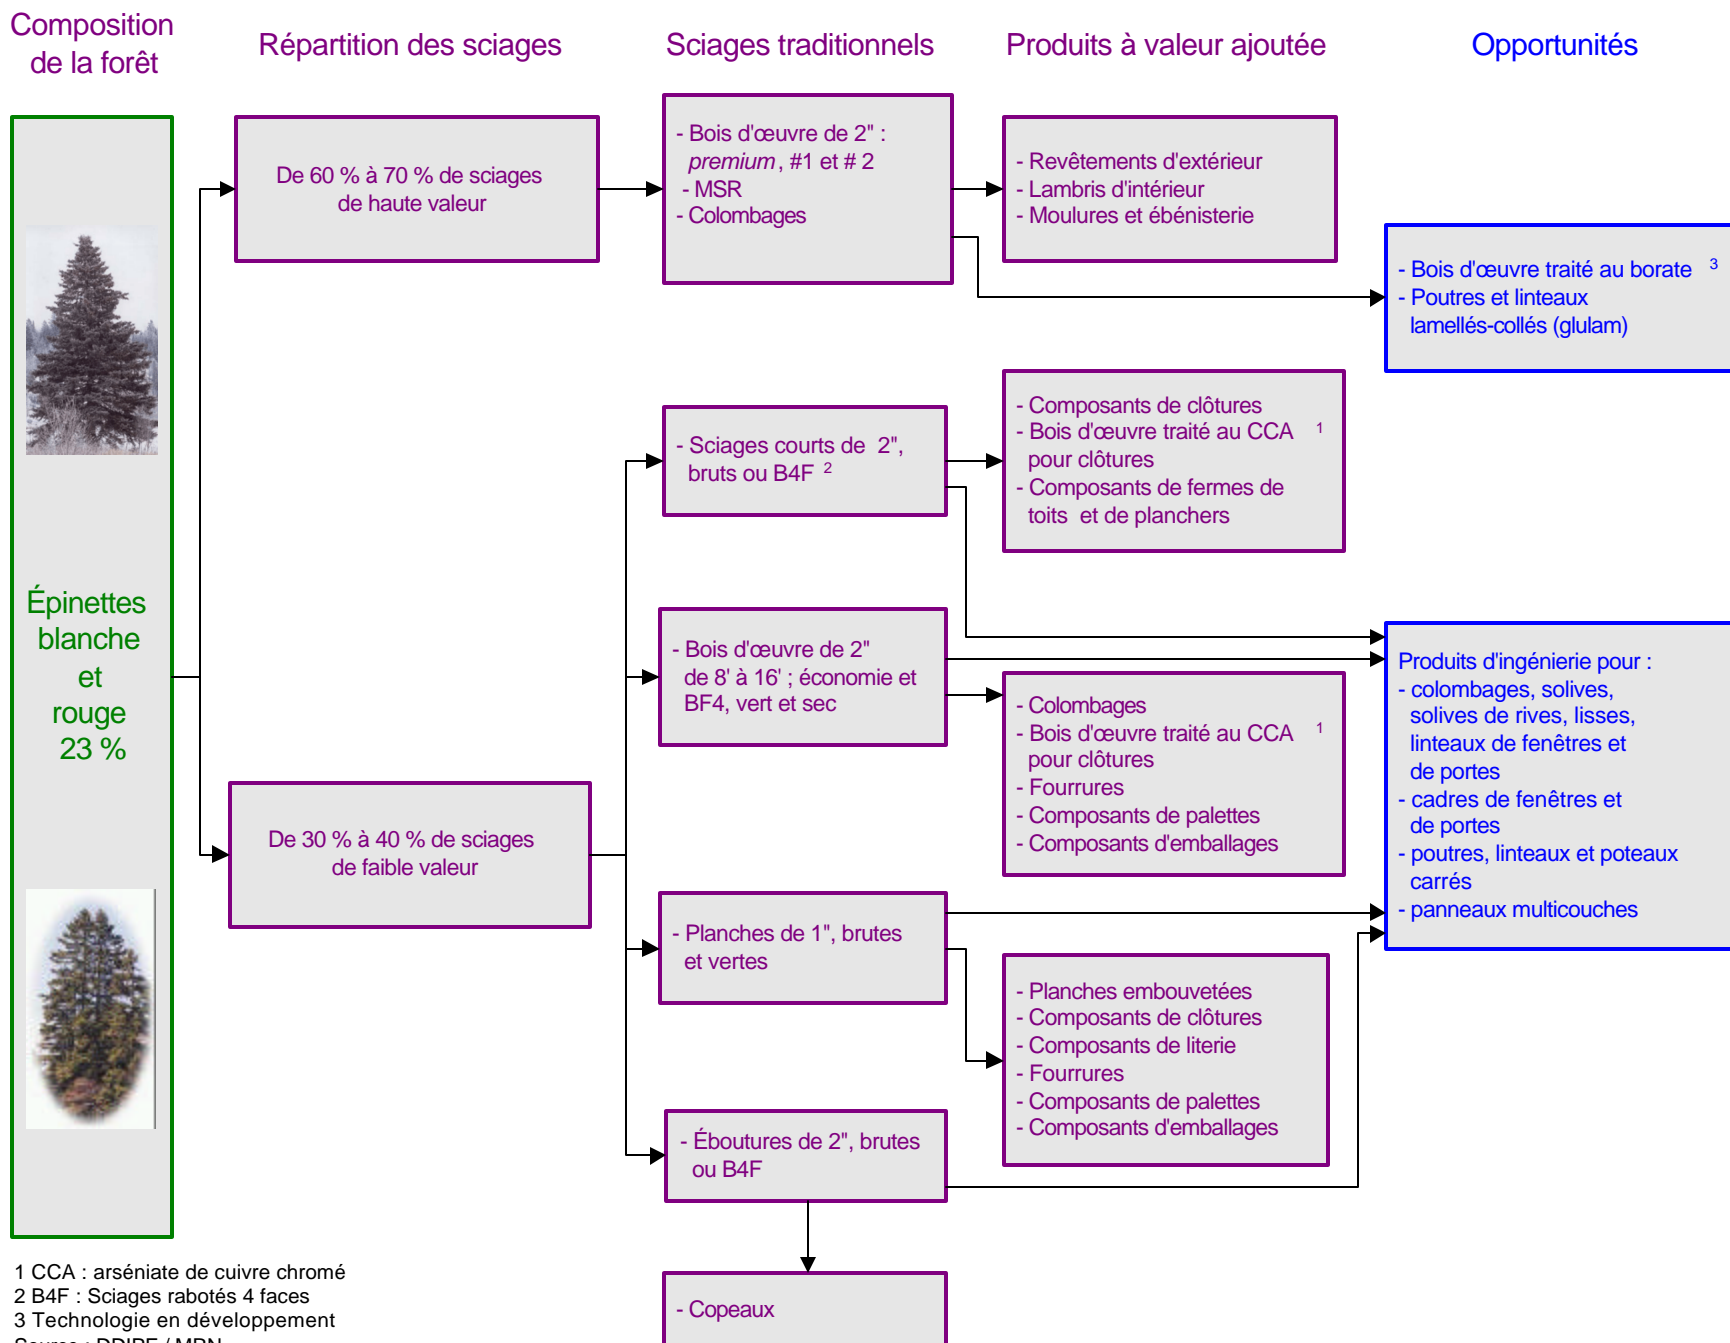 Composition
de la forêt
Répartition des sciages
Sciages traditionnels
Produits à valeur ajoutée
Opportunités
Épinettes
blanche
et
rouge
23 %
De 60 % à 70 % de sciages
de haute valeur
De 30 % à 40 % de sciages
de faible valeur
- Bois d'œuvre de 2" :
premium, #1 et # 2
- MSR
- Colombages
- Sciages courts de 2",
bruts ou B4F 2
- Bois d'œuvre de 2"
de 8' à 16' ; économie et
BF4, vert et sec
- Planches de 1", brutes
et vertes
- Éboutures de 2", brutes
ou B4F
- Copeaux
- Revêtements d'extérieur
- Lambris d'intérieur
- Moulures et ébénisterie
- Composants de clôtures
- Bois d'œuvre traité au CCA 1
pour clôtures
- Composants de fermes de
toits et de planchers
- Colombages
- Bois d'œuvre traité au CCA 1
pour clôtures
- Fourrures
- Composants de palettes
- Composants d'emballages
- Planches embouvetées
- Composants de clôtures
- Composants de literie
- Fourrures
- Composants de palettes
- Composants d'emballages
- Bois d'œuvre traité au borate 3
- Poutres et linteaux
lamellés-collés (glulam)
Produits d'ingénierie pour :
- colombages, solives,
solives de rives, lisses,
linteaux de fenêtres et
de portes
- cadres de fenêtres et
de portes
- poutres, linteaux et poteaux
carrés
- panneaux multicouches
1 CCA : arséniate de cuivre chromé
2 B4F : Sciages rabotés 4 faces
3 Technologie en développement
Source : DDIPF / MRN